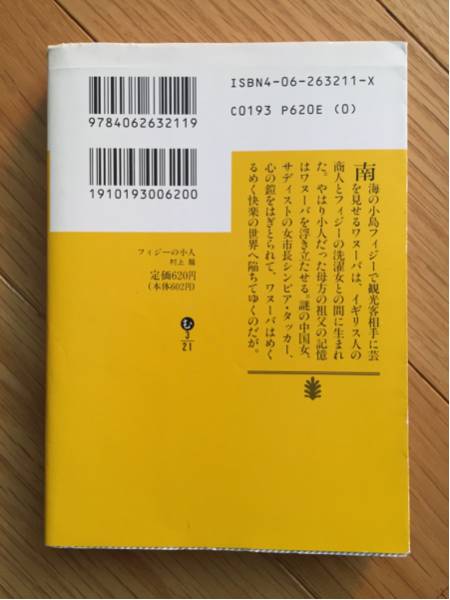 ISBN4-06-263211-X
C0193 P620E (0)
9784062632119
1910193006200
南海の小島フィジーで観光客相手に芸
を見せるワヌーバは、イギリス人の
商人とフィジーの洗濯女との間に生まれ
た。やはり小人だった母方の祖父の記憶
はワヌーバを浮き立たせる。謎の中国女、
サディストの女市長シンビア・タッカー、
心の鎧をはぎとられて、ワヌーバはめく
るめく快楽の世界へ陥ちてゆくのだが。
フィジーの小人
村上 龍
定価620円
(本体602円)
む
3
21